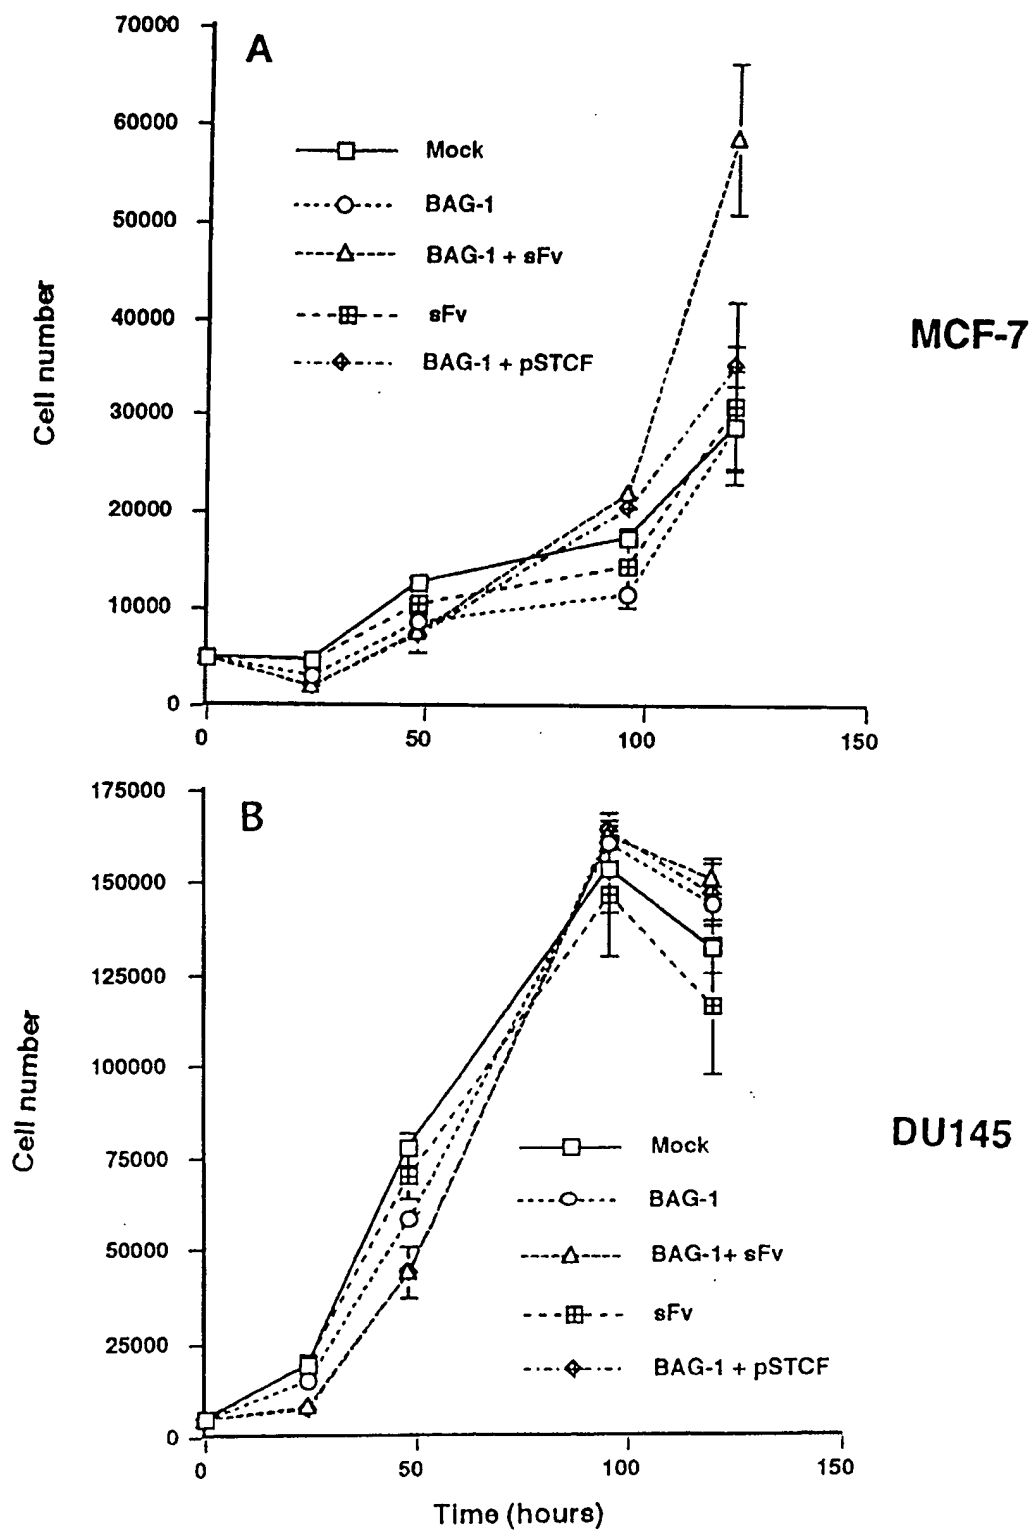 70000
A
60000
Mock
BAG-1
50000
BAG-1 + sFv
sFv
40000
MCF-7
BAG-1 + pSTCF
Cell number
30000
20000
10000
0
0 50 100 150
175000
B
150000
125000
100000
Cell number
DU145
75000
Mock
BAG-1
50000
BAG-1+ sFv
sFv
25000
BAG-1 + pSTCF
0
0 50 100 150
Time (hours)